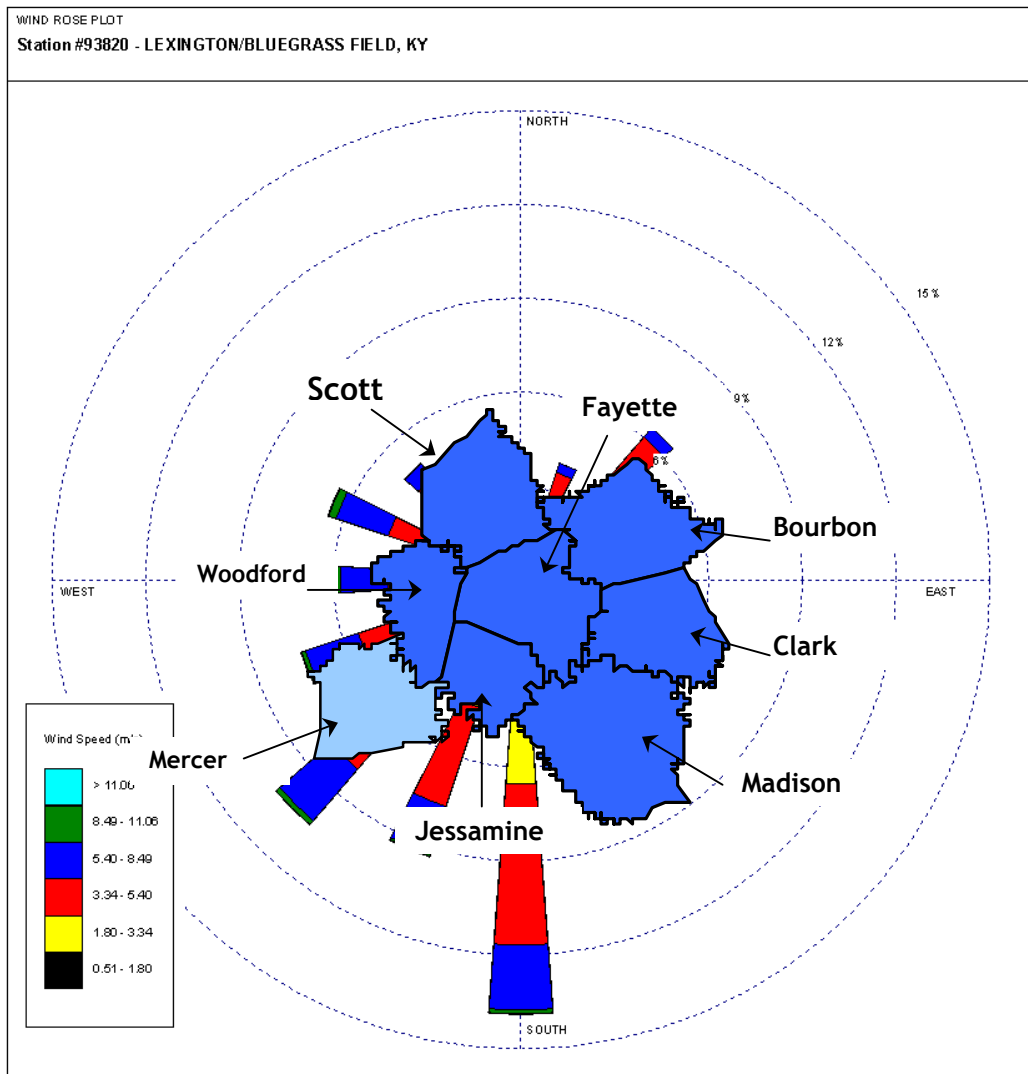 WIND ROSE PLOT
Station #93820 - LEXINGTON/BLUEGRASS FIELD, KY
NORTH
15%
12%
9%
6%
Scott
Fayette
Bourbon
Woodford
WEST
EAST
Clark
Mercer
Madison
Jessamine
SOUTH
Wind Speed
> 11.06
8.49 - 11.06
5.40 - 8.49
3.34 - 5.40
1.80 - 3.34
0.51 - 1.80